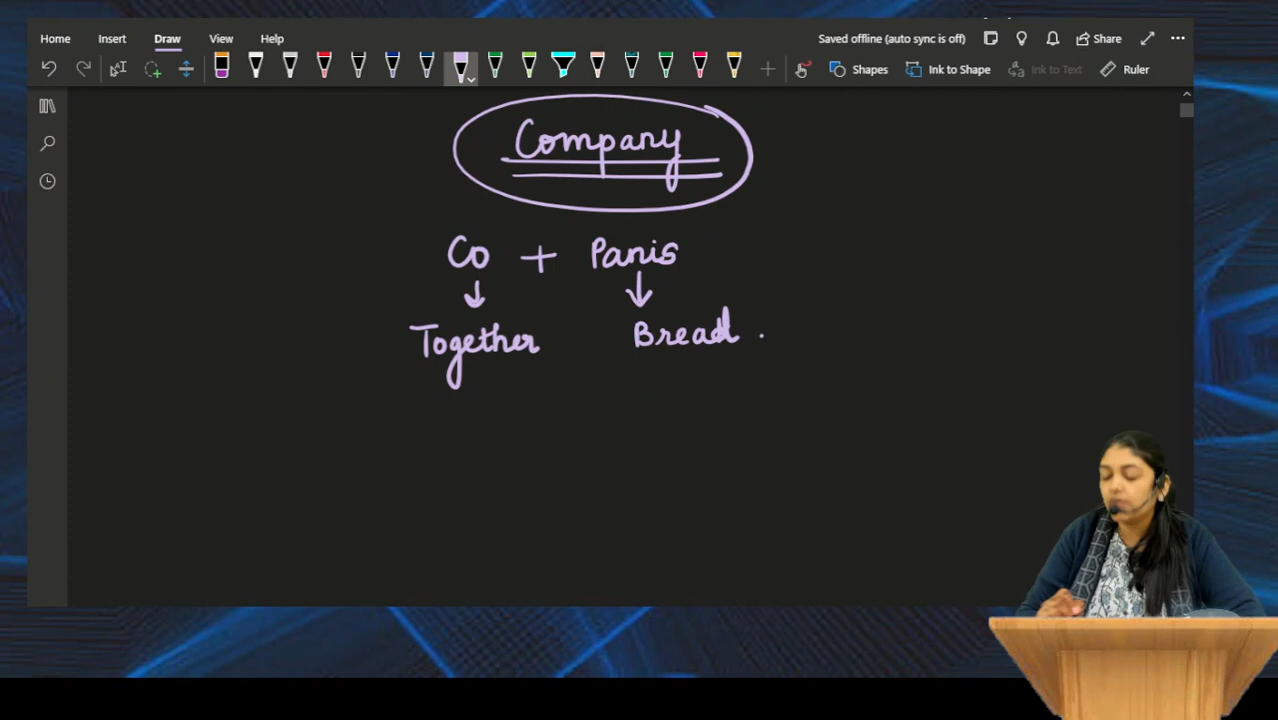 Home Insert Draw View Help Saved offline (auto sync is off) Share
Shapes Ink to Shape Ink to Text Ruler
Company
Co + Panis
Together Bread .